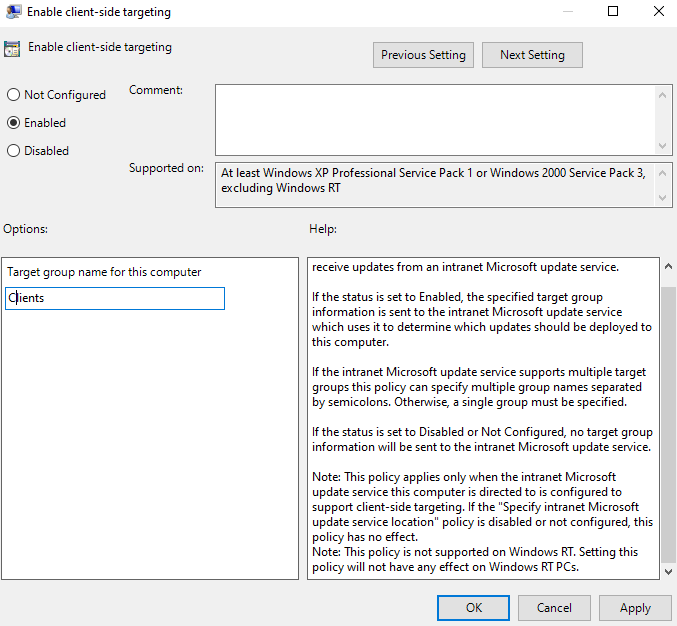 Enable client-side targeting
Enable client-side targeting
Previous Setting
Next Setting
Not Configured
Comment:
Enabled
Disabled
Supported on:
At least Windows XP Professional Service Pack 1 or Windows 2000 Service Pack 3,
excluding Windows RT
Options:
Help:
Target group name for this computer
Clients
receive updates from an intranet Microsoft update service.
If the status is set to Enabled, the specified target group
information is sent to the intranet Microsoft update service
which uses it to determine which updates should be deployed to
this computer.
If the intranet Microsoft update service supports multiple target
groups this policy can specify multiple group names separated
by semicolons. Otherwise, a single group must be specified.
If the status is set to Disabled or Not Configured, no target group
information will be sent to the intranet Microsoft update service.
Note: This policy applies only when the intranet Microsoft
update service this computer is directed to is configured to
support client-side targeting. If the "Specify intranet Microsoft
update service location" policy is disabled or not configured, this
policy has no effect.
Note: This policy is not supported on Windows RT. Setting this
policy will not have any effect on Windows RT PCs.
OK
Cancel
Apply